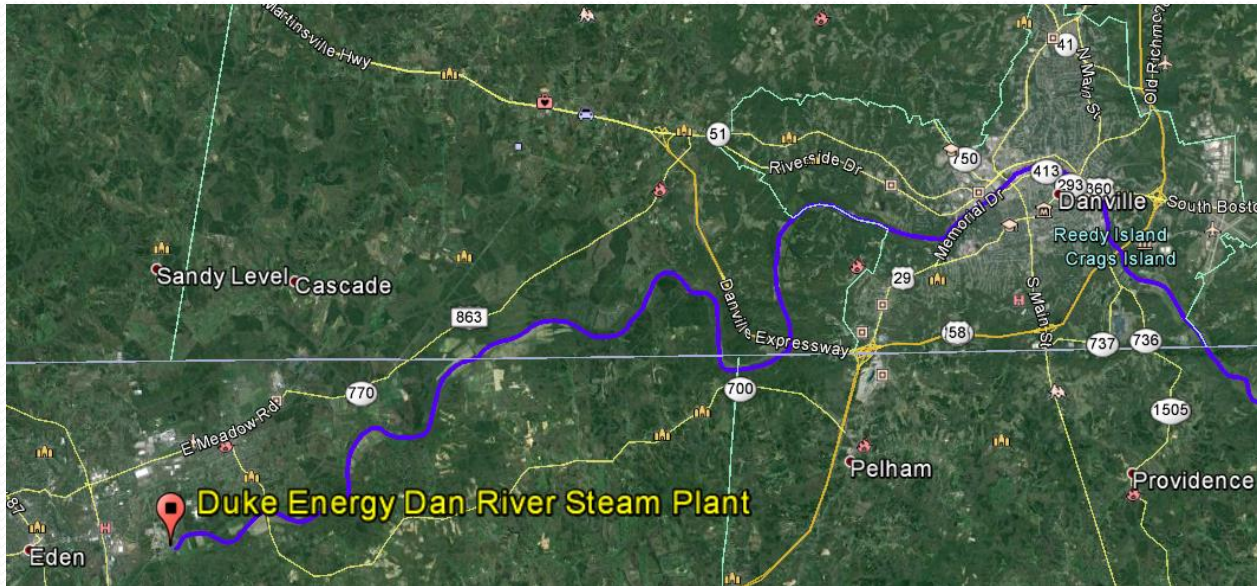 Martinsville Hwy
41
N Main St
Old Richmond
51
Riverside Dr
750
413
293
360
Danville
South Bosto
Memorial Dr
Reedy Island
Crags Island
Sandy Level
Cascade
29
S Main St
863
Danville Expressway
58
737
736
770
700
1505
E Meadow Rd
Pelham
Providence
Duke Energy Dan River Steam Plant
87
Eden